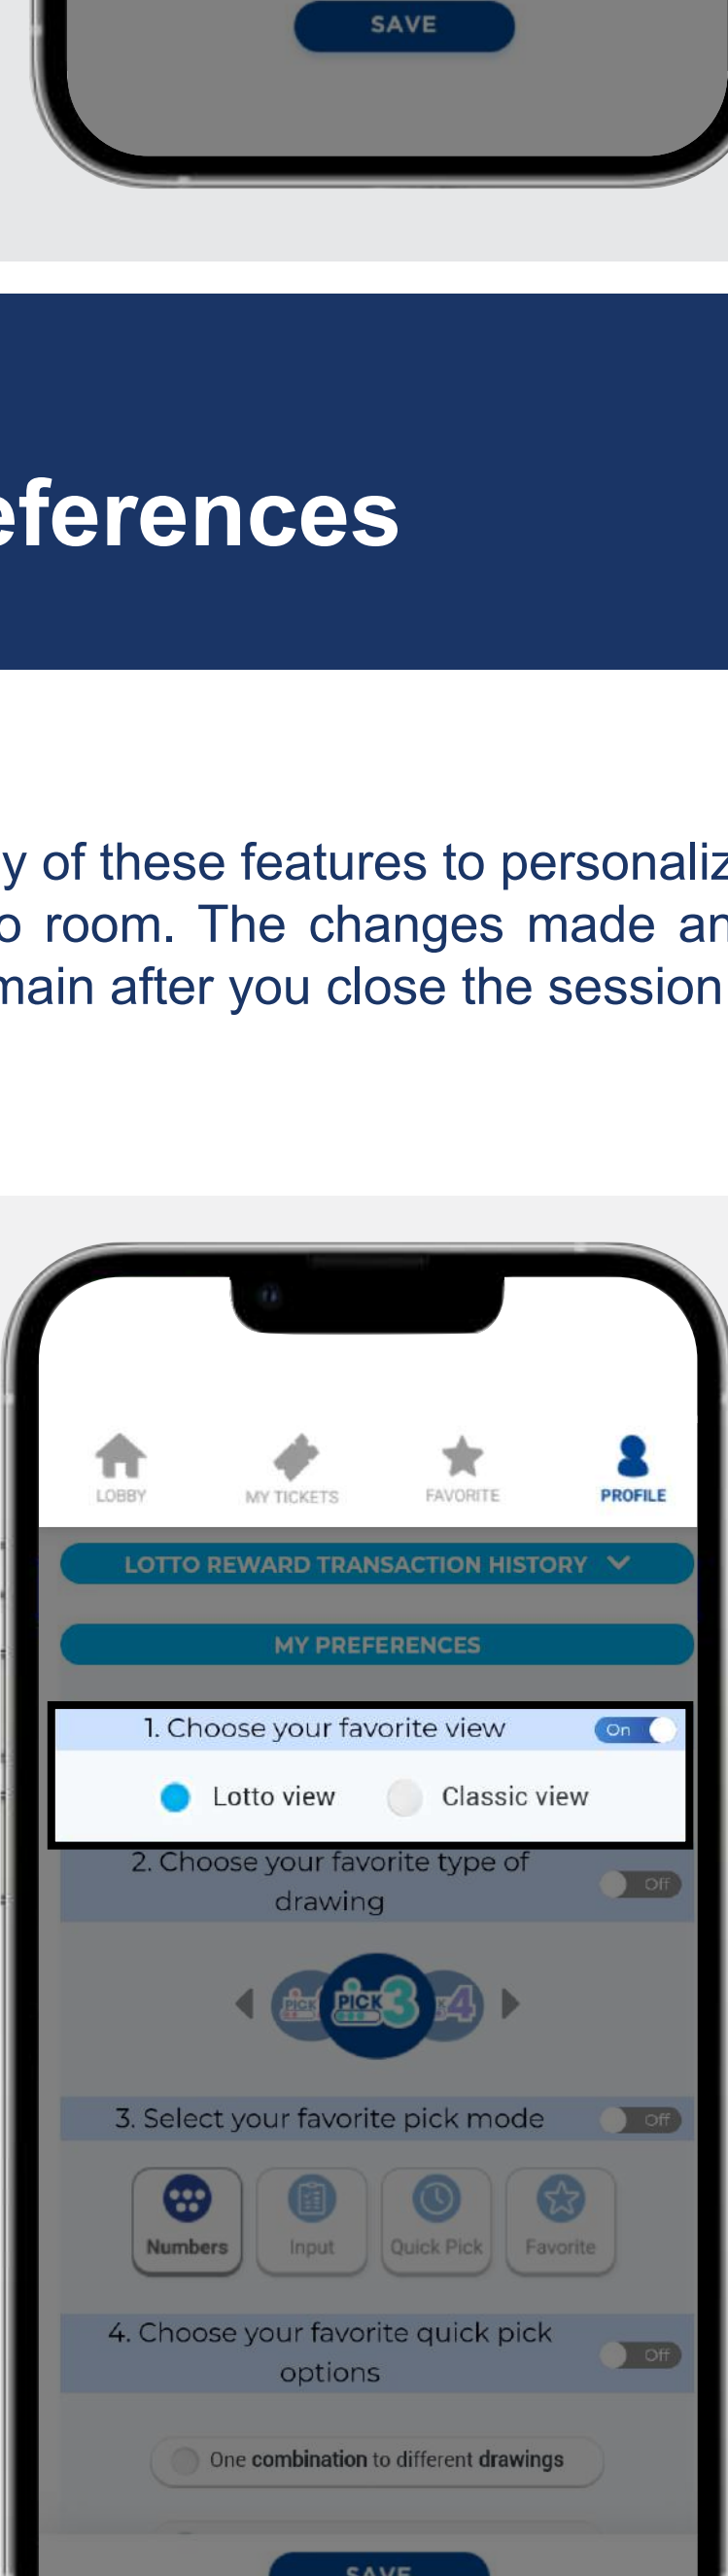 SAVE
eferences
y of these features to personaliz
o room. The changes made an
main after you close the session
LOBBY
MY TICKETS
FAVORITE
PROFILE
LOTTO REWARD TRANSACTION HISTORY
MY PREFERENCES
1. Choose your favorite view
On
Lotto view
Classic view
2. Choose your favorite type of
drawing
Off
PICK
PICK 3
K 4
3. Select your favorite pick mode
Off
Numbers
Input
Quick Pick
Favorite
4. Choose your favorite quick pick
options
Off
One combination to different drawings
SAVE